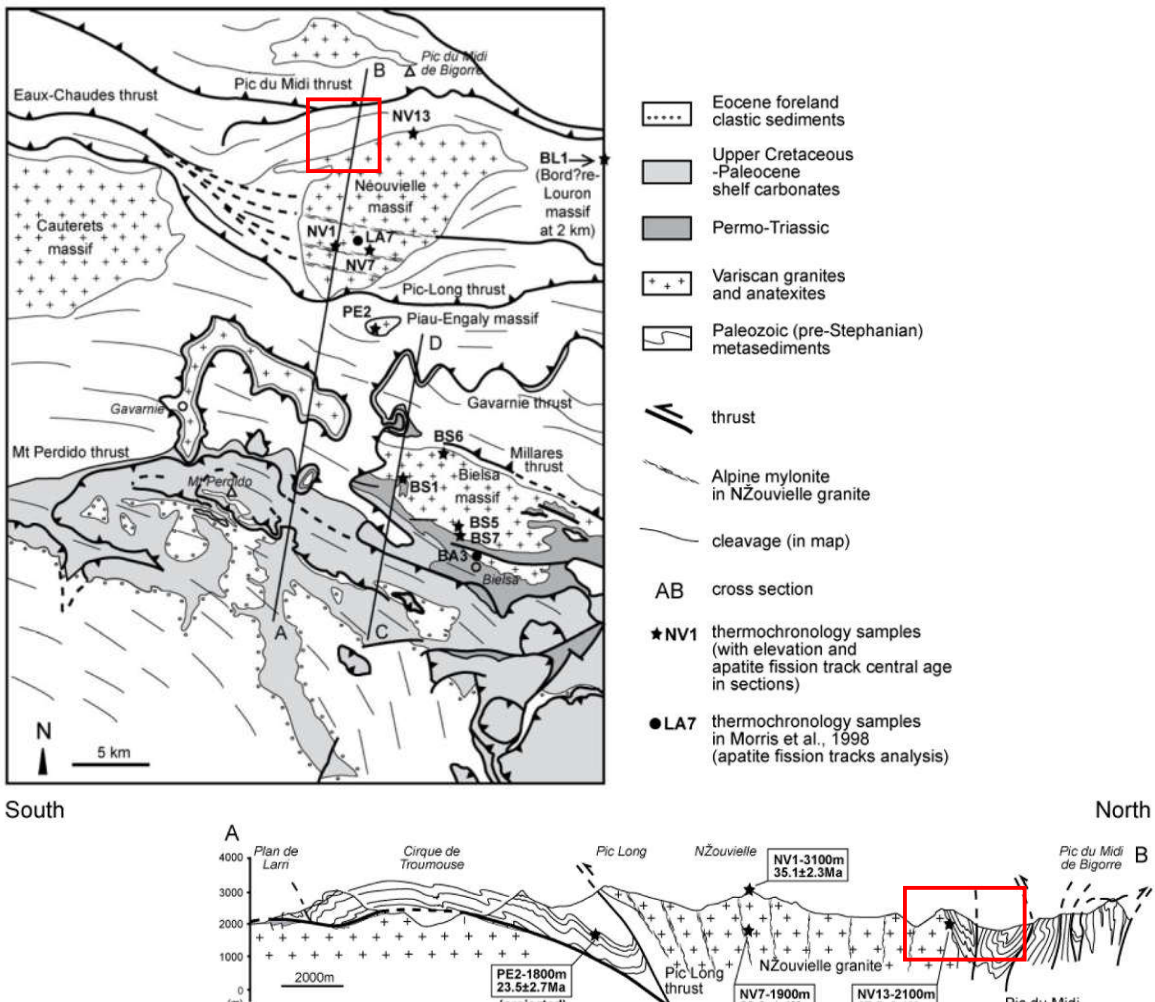 Pic du Midi
de Bigorre
B
Pic du Midi thrust
Eaux-Chaudes thrust
NV13
BL1
(Bord?re-
Louron
massif
at 2 km)
Néouvielle
massif
Cauterets
massif
NV1
LA7
NV7
Pic-Long thrust
PE2
Piau-Engaly massif
D
Gavarnie
Gavarnie thrust
Mt Perdido thrust
BS6
Millares
thrust
Mt Perdido
Bielsa
massif
BS1
BS5
BS7
BA3
Bielsa
A
C
N
5 km
Eocene foreland
clastic sediments
Upper Cretaceous
-Paleocene
shelf carbonates
Permo-Triassic
Variscan granites
and anatexites
Paleozoic (pre-Stephanian)
metasediments
thrust
Alpine mylonite
in NŽouvielle granite
cleavage (in map)
AB cross section
NV1 thermochronology samples
(with elevation and
apatite fission track central age
in sections)
LA7 thermochronology samples
in Morris et al., 1998
(apatite fission tracks analysis)
South
North
A
Plan de
Larri
Cirque de
Troumouse
Pic Long
NŽouvielle
NV1-3100m
35.1±2.3Ma
Pic du Midi
de Bigorre
B
4000
3000
2000
1000
0
2000m
PE2-1800m
23.5±2.7Ma
Pic Long
thrust
NŽouvielle granite
NV7-1900m
NV13-2100m
Pic du Midi